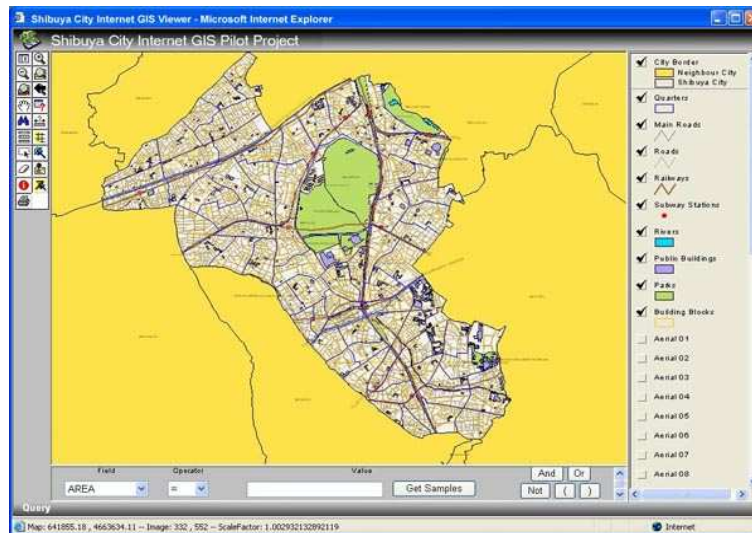 Shibuya City Internet GIS Viewer - Microsoft Internet Explorer
Shibuya City Internet GIS Pilot Project
City Border
Neighbour City
Shibuya City
Quarters
Main Roads
Roads
Railways
Subway Stations
Rivers
Public Buildings
Parks
Building Blocks
Aerial 01
Aerial 02
Aerial 03
Aerial 04
Aerial 05
Aerial 06
Aerial 07
Aerial 08
Field Operator Value
AREA = Get Samples
And Or
Not ( )
Query
Map: 641855.18 , 4663634.11 -- Image: 332 , 552 -- ScaleFactor: 1.002932132892119
Internet